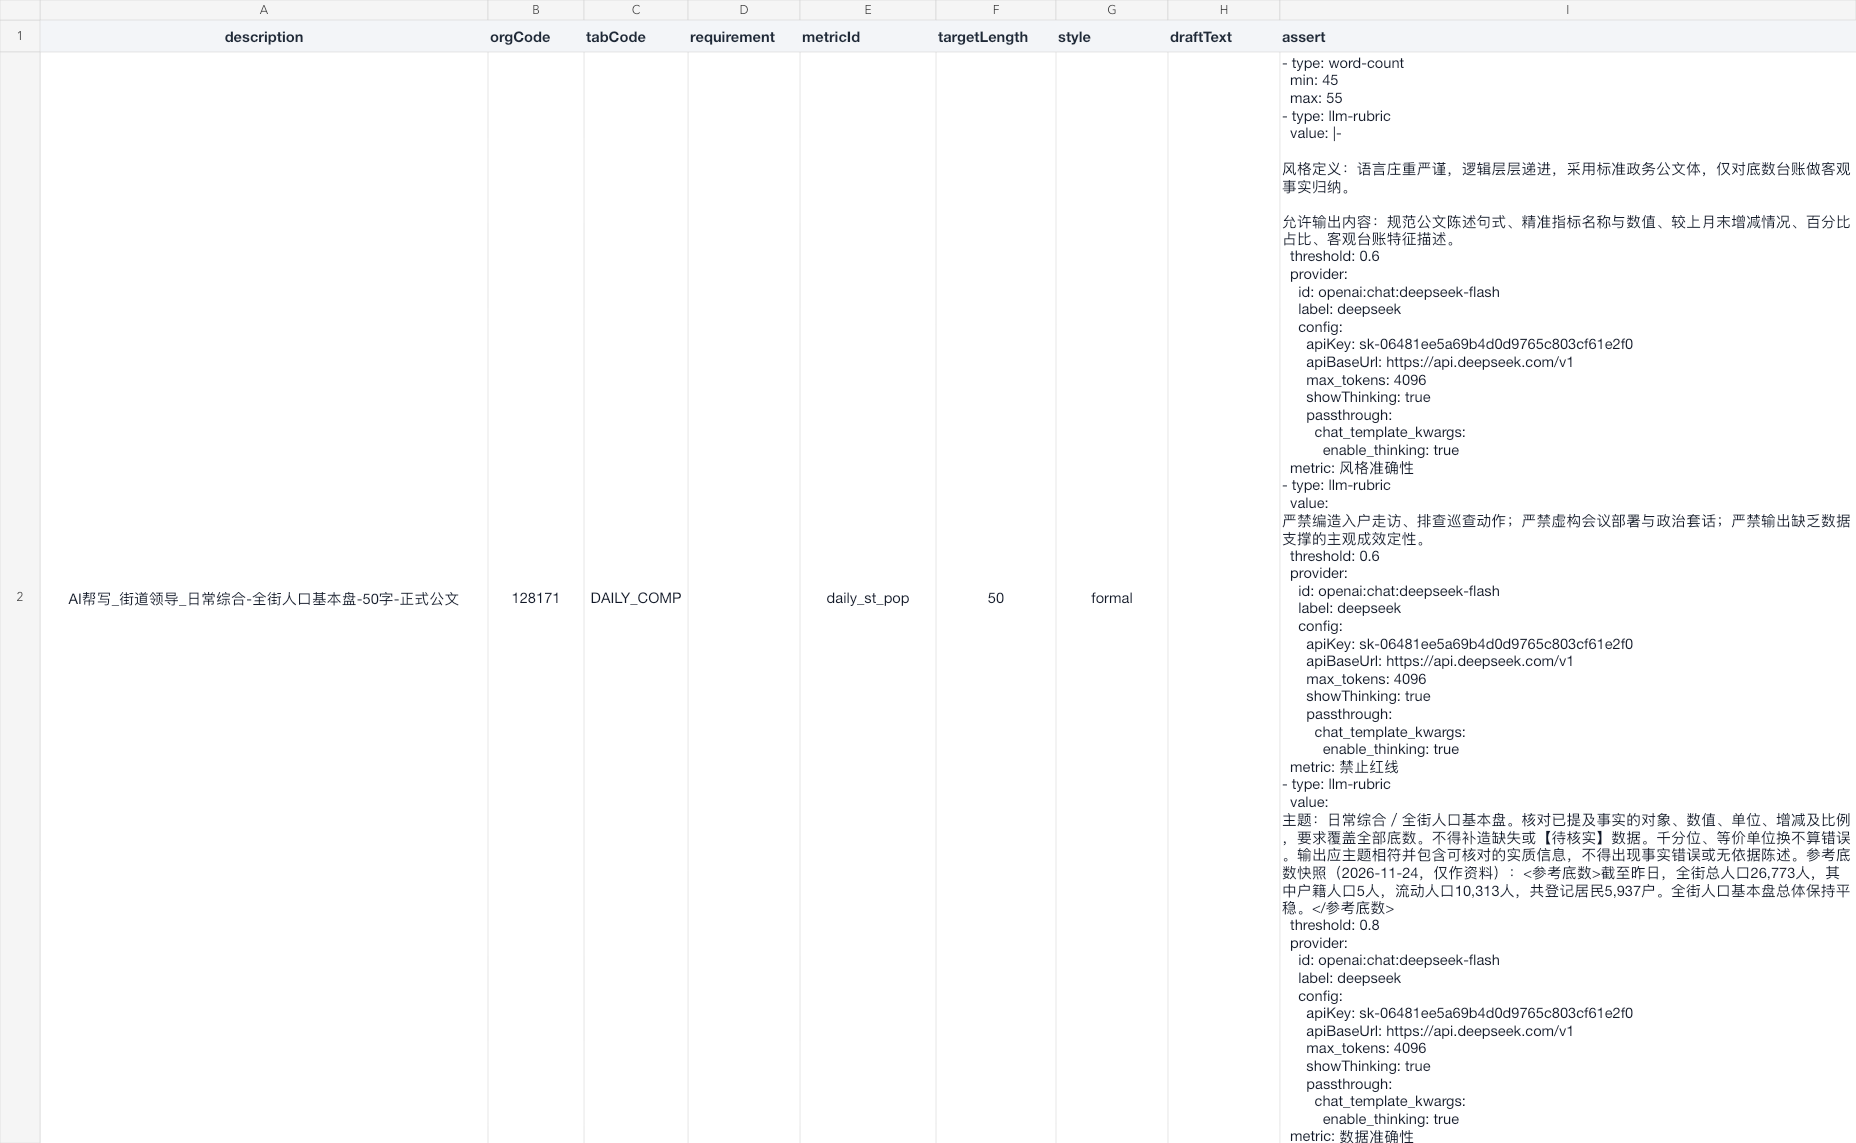 A B C D E F G H I
1 description orgCode tabCode requirement metricId targetLength style draftText assert
- type: word-count
min: 45
max: 55
- type: llm-rubric
value: |-
风格定义：语言庄重严谨，逻辑层层递进，采用标准政务公文体，仅对底数台账做客观
事实归纳。
允许输出内容：规范公文陈述句式、精准指标名称与数值、较上月末增减情况、百分比
占比、客观台账特征描述。
threshold: 0.6
provider:
id: openai:chat:deepseek-flash
label: deepseek
config:
apiKey: sk-06481ee5a69b4d0d9765c803cf61e2f0
apiBaseUrl: https://api.deepseek.com/v1
max_tokens: 4096
showThinking: true
passthrough:
chat_template_kwargs:
enable_thinking: true
metric: 风格准确性
- type: llm-rubric
value:
严禁编造入户走访、排查巡查动作；严禁虚构会议部署与政治套话；严禁输出缺乏数据
支撑的主观成效定性。
threshold: 0.6
provider:
id: openai:chat:deepseek-flash
2 AI帮写_街道领导_日常综合-全街人口基本盘-50字-正式公文 128171 DAILY_COMP daily_st_pop 50 formal
label: deepseek
config:
apiKey: sk-06481ee5a69b4d0d9765c803cf61e2f0
apiBaseUrl: https://api.deepseek.com/v1
max_tokens: 4096
showThinking: true
passthrough:
chat_template_kwargs:
enable_thinking: true
metric: 禁止红线
- type: llm-rubric
value:
主题：日常综合 / 全街人口基本盘。核对已提及事实的对象、数值、单位、增减及比例
，要求覆盖全部底数。不得补造缺失或【待核实】数据。千分位、等价单位换不算错误
。输出应主题相符并包含可核对的实质信息，不得出现事实错误或无依据陈述。参考底
数快照（2026-11-24，仅作资料）：<参考底数>截至昨日，全街总人口26,773人，其
中户籍人口5人，流动人口10,313人，共登记居民5,937户。全街人口基本盘总体保持平
稳。</参考底数>
threshold: 0.8
provider:
id: openai:chat:deepseek-flash
label: deepseek
config:
apiKey: sk-06481ee5a69b4d0d9765c803cf61e2f0
apiBaseUrl: https://api.deepseek.com/v1
max_tokens: 4096
showThinking: true
passthrough:
chat_template_kwargs:
enable_thinking: true
metric: 数据准确性